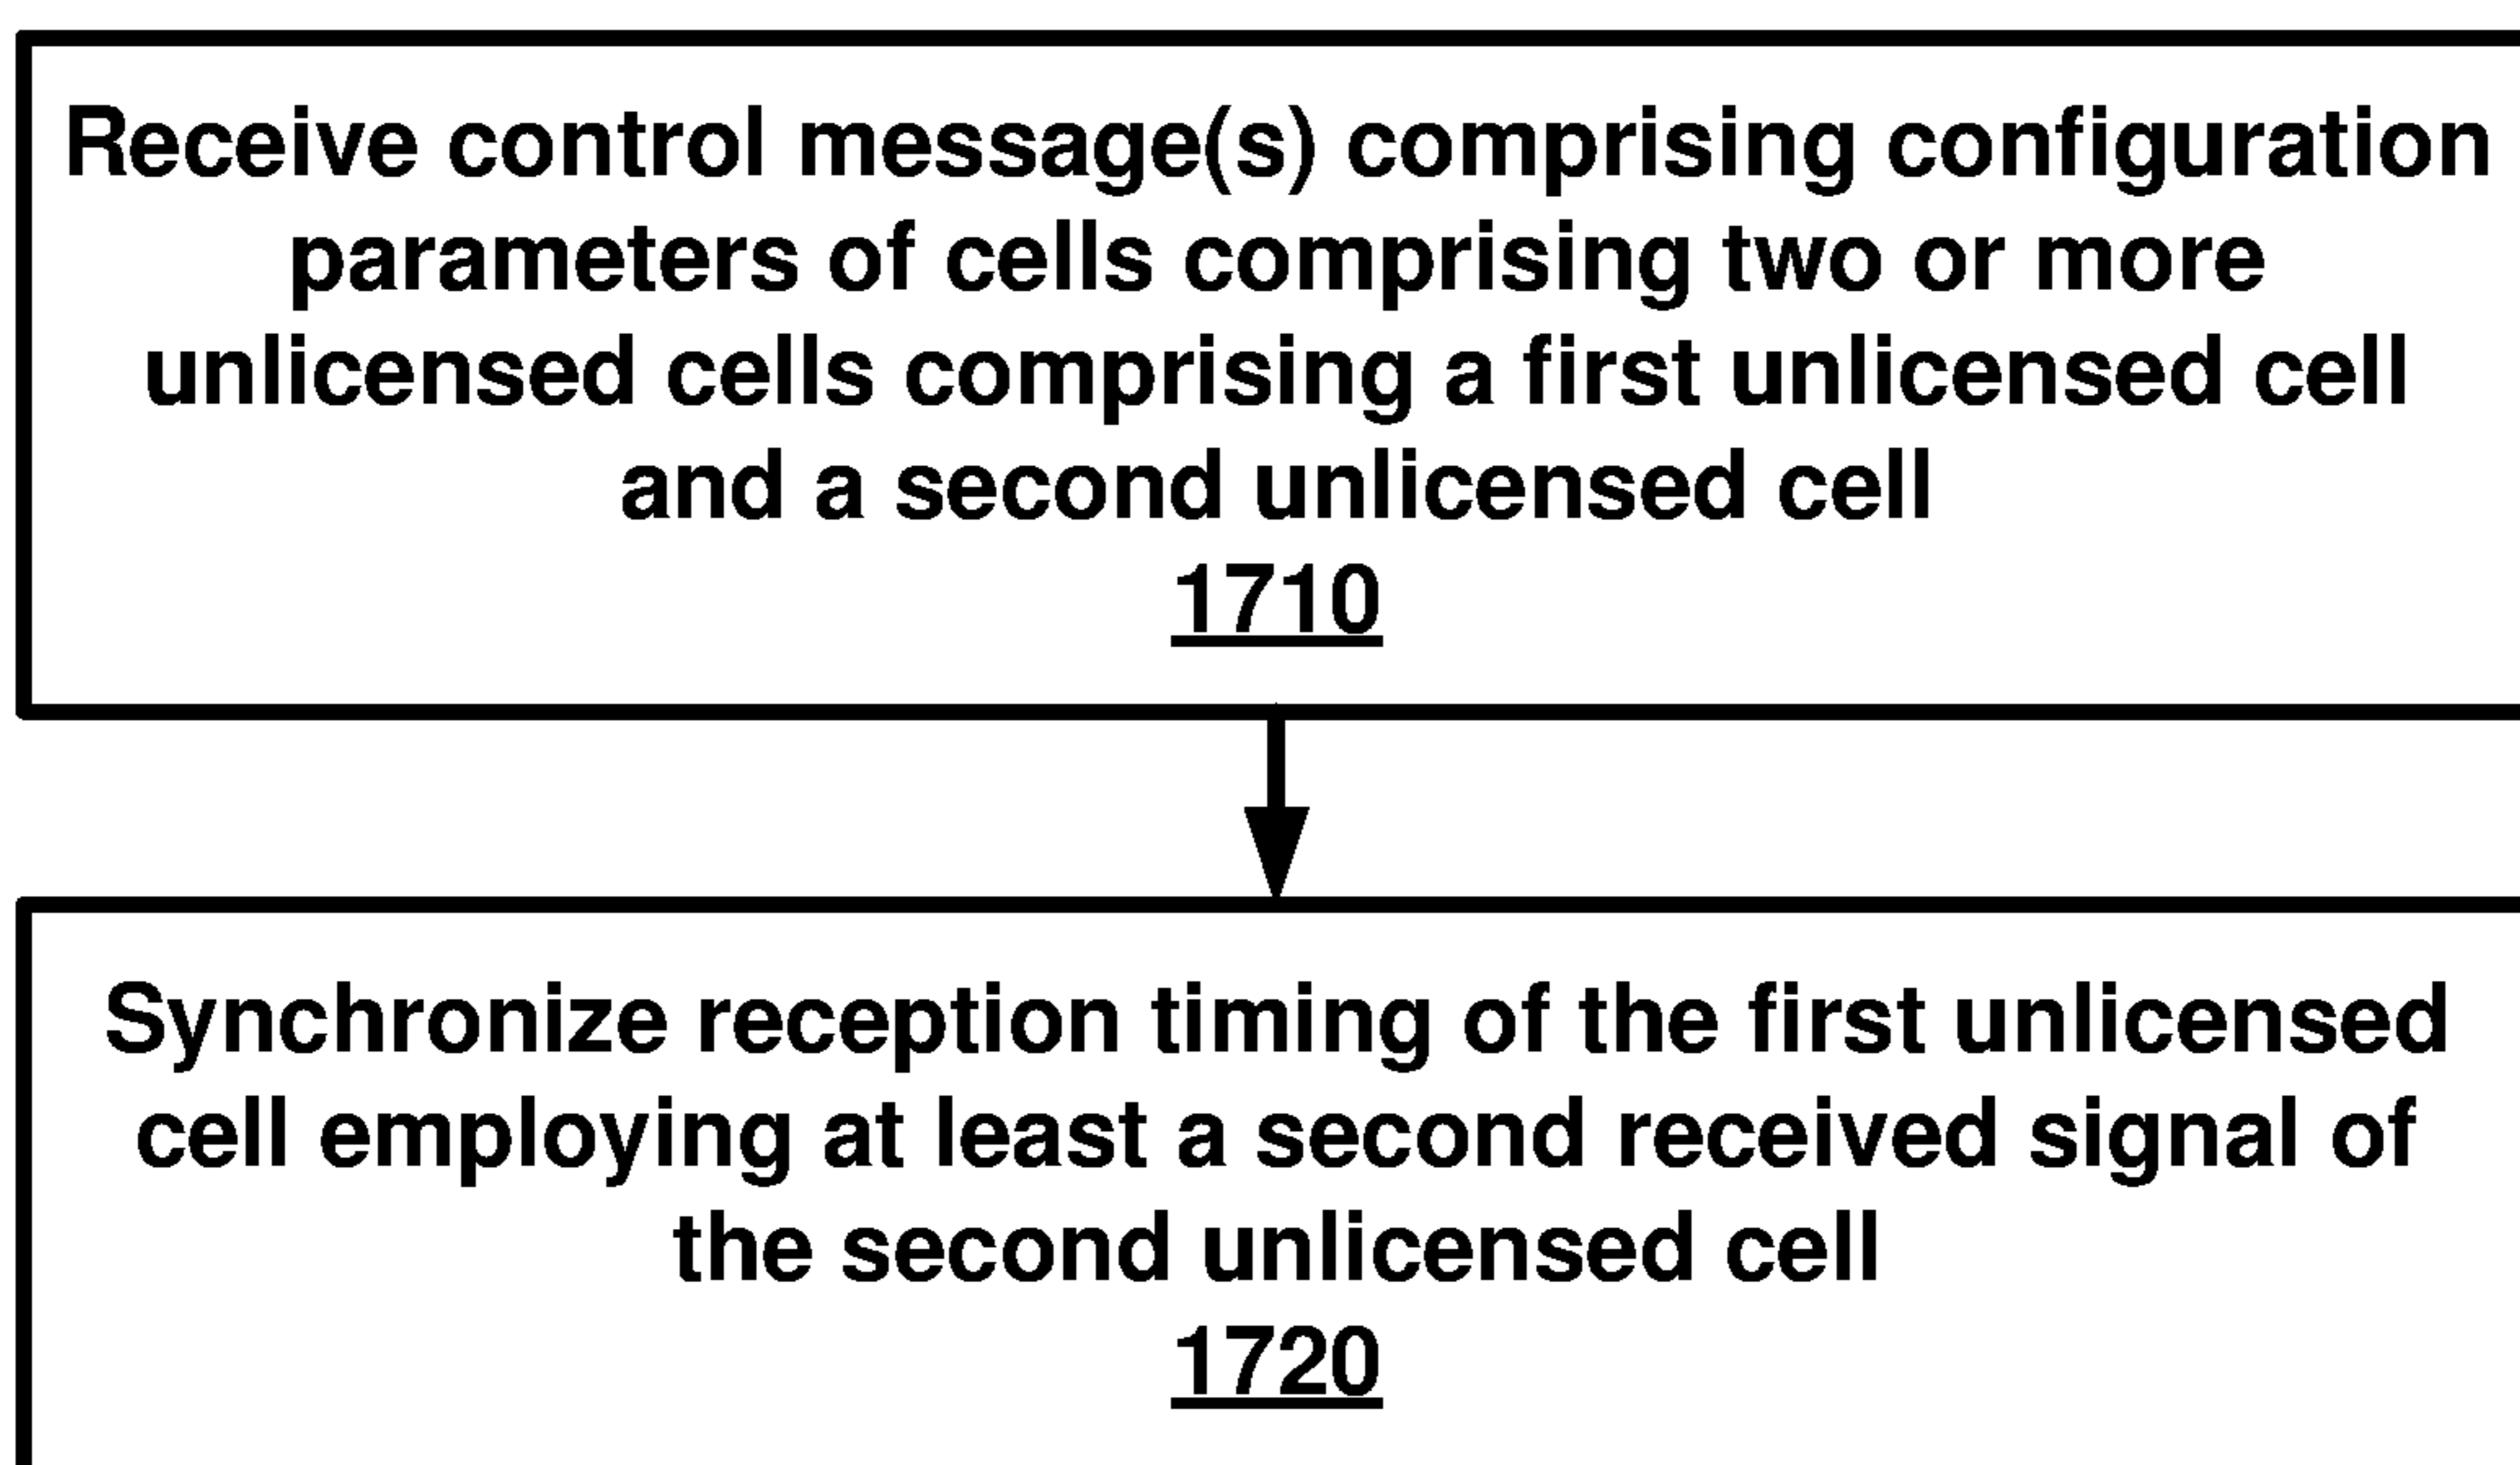 Receive control message(s) comprising configuration
parameters of cells comprising two or more
unlicensed cells comprising a first unlicensed cell
and a second unlicensed cell
1710
Synchronize reception timing of the first unlicensed
cell employing at least a second received signal of
the second unlicensed cell
1720